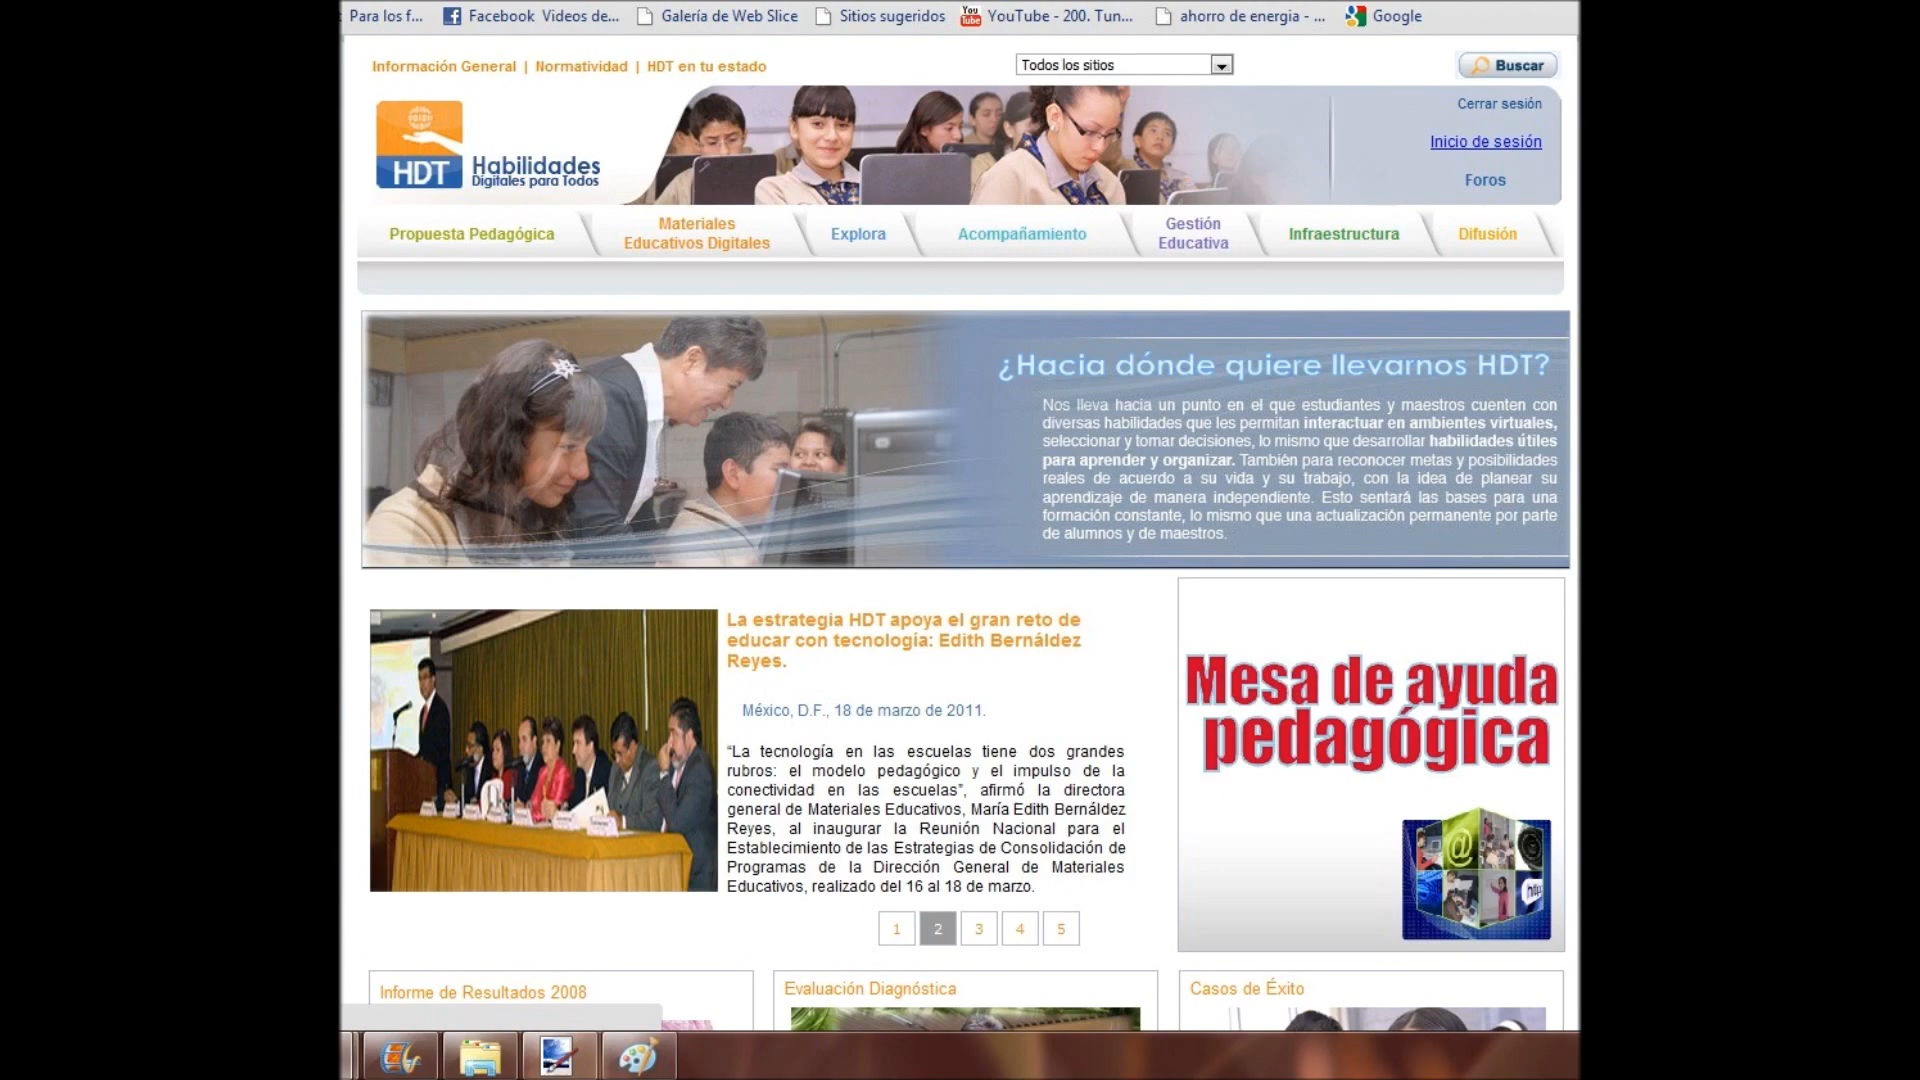 Para los f...
Facebook Videos de...
Galería de Web Slice
Sitios sugeridos
You Tube
YouTube - 200. Tun...
ahorro de energia - ...
Google
Información General | Normatividad | HDT en tu estado
Todos los sitios
Buscar
Cerrar sesión
Inicio de sesión
Foros
HDT
Habilidades
Digitales para Todos
Propuesta Pedagógica
Materiales
Educativos Digitales
Explora
Acompañamiento
Gestión
Educativa
Infraestructura
Difusión
¿Hacia dónde quiere llevarnos HDT?
Nos lleva hacia un punto en el que estudiantes y maestros cuenten con
diversas habilidades que les permitan interactuar en ambientes virtuales,
seleccionar y tomar decisiones, lo mismo que desarrollar habilidades útiles
para aprender y organizar. También para reconocer metas y posibilidades
reales de acuerdo a su vida y su trabajo, con la idea de planear su
aprendizaje de manera independiente. Esto sentará las bases para una
formación constante, lo mismo que una actualización permanente por parte
de alumnos y de maestros.
La estrategia HDT apoya el gran reto de
educar con tecnología: Edith Bernáldez
Reyes.
México, D.F., 18 de marzo de 2011.
“La tecnología en las escuelas tiene dos grandes
rubros: el modelo pedagógico y el impulso de la
conectividad en las escuelas”, afirmó la directora
general de Materiales Educativos, María Edith Bernáldez
Reyes, al inaugurar la Reunión Nacional para el
Establecimiento de las Estrategias de Consolidación de
Programas de la Dirección General de Materiales
Educativos, realizado del 16 al 18 de marzo.
1 2 3 4 5
Mesa de ayuda
pedagógica
@
http
Informe de Resultados 2008
Evaluación Diagnóstica
Casos de Éxito